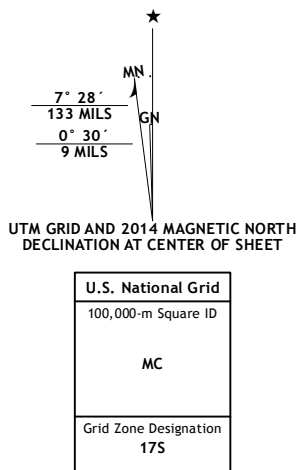 MN
GN
7° 28´
133 MILS
0° 30´
9 MILS
UTM GRID AND 2014 MAGNETIC NORTH
DECLINATION AT CENTER OF SHEET
U.S. National Grid
100,000-m Square ID
MC
Grid Zone Designation
17S